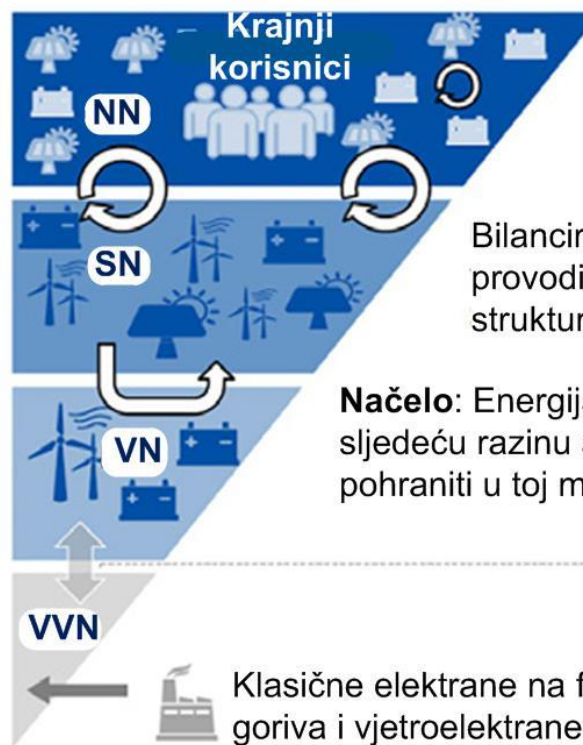 Krajnji
korisnici
NN
SN
Bilancir
provodi
struktur
Načelo: Energij
sljedeću razinu
pohraniti u toj m
VN
VVN
Klasične elektrane na f
goriva i vjetroelektrane